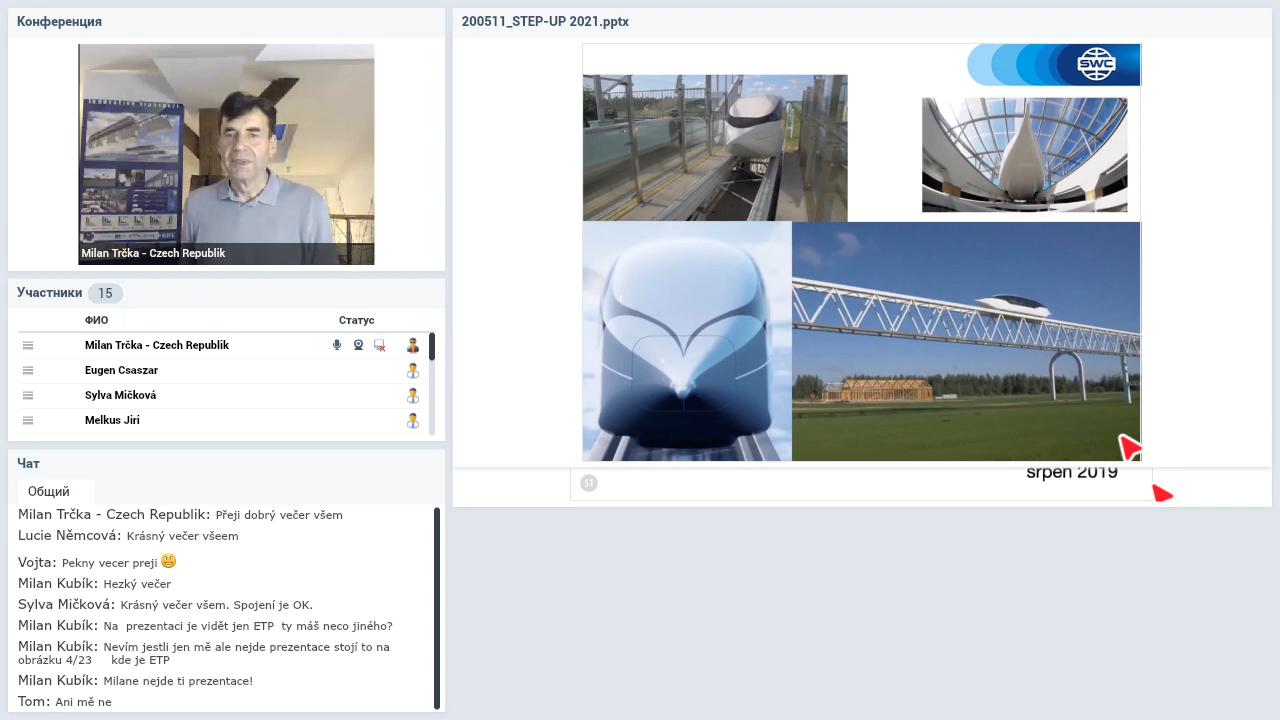 Конференция
innovative transport
Milan Trčka - Czech Republik
Участники 15
ФИО Статус
Milan Trčka - Czech Republik
Eugen Csaszar
Sylva Mičková
Melkus Jiri
Чат
Общий
Milan Trčka - Czech Republik: Přeji dobrý večer všem
Lucie Němcová: Krásný večer všeem
Vojta: Pekny vecer preji
Milan Kubík: Hezký večer
Sylva Mičková: Krásný večer všem. Spojení je OK.
Milan Kubík: Na prezentaci je vidět jen ETP ty máš neco jiného?
Milan Kubík: Nevím jestli jen mě ale nejde prezentace stojí to na
obrázku 4/23 kde je ETP
Milan Kubík: Milane nejde ti prezentace!
Tom: Ani mě ne
200511_STEP-UP 2021.pptx
SWC
51
srpen 2019